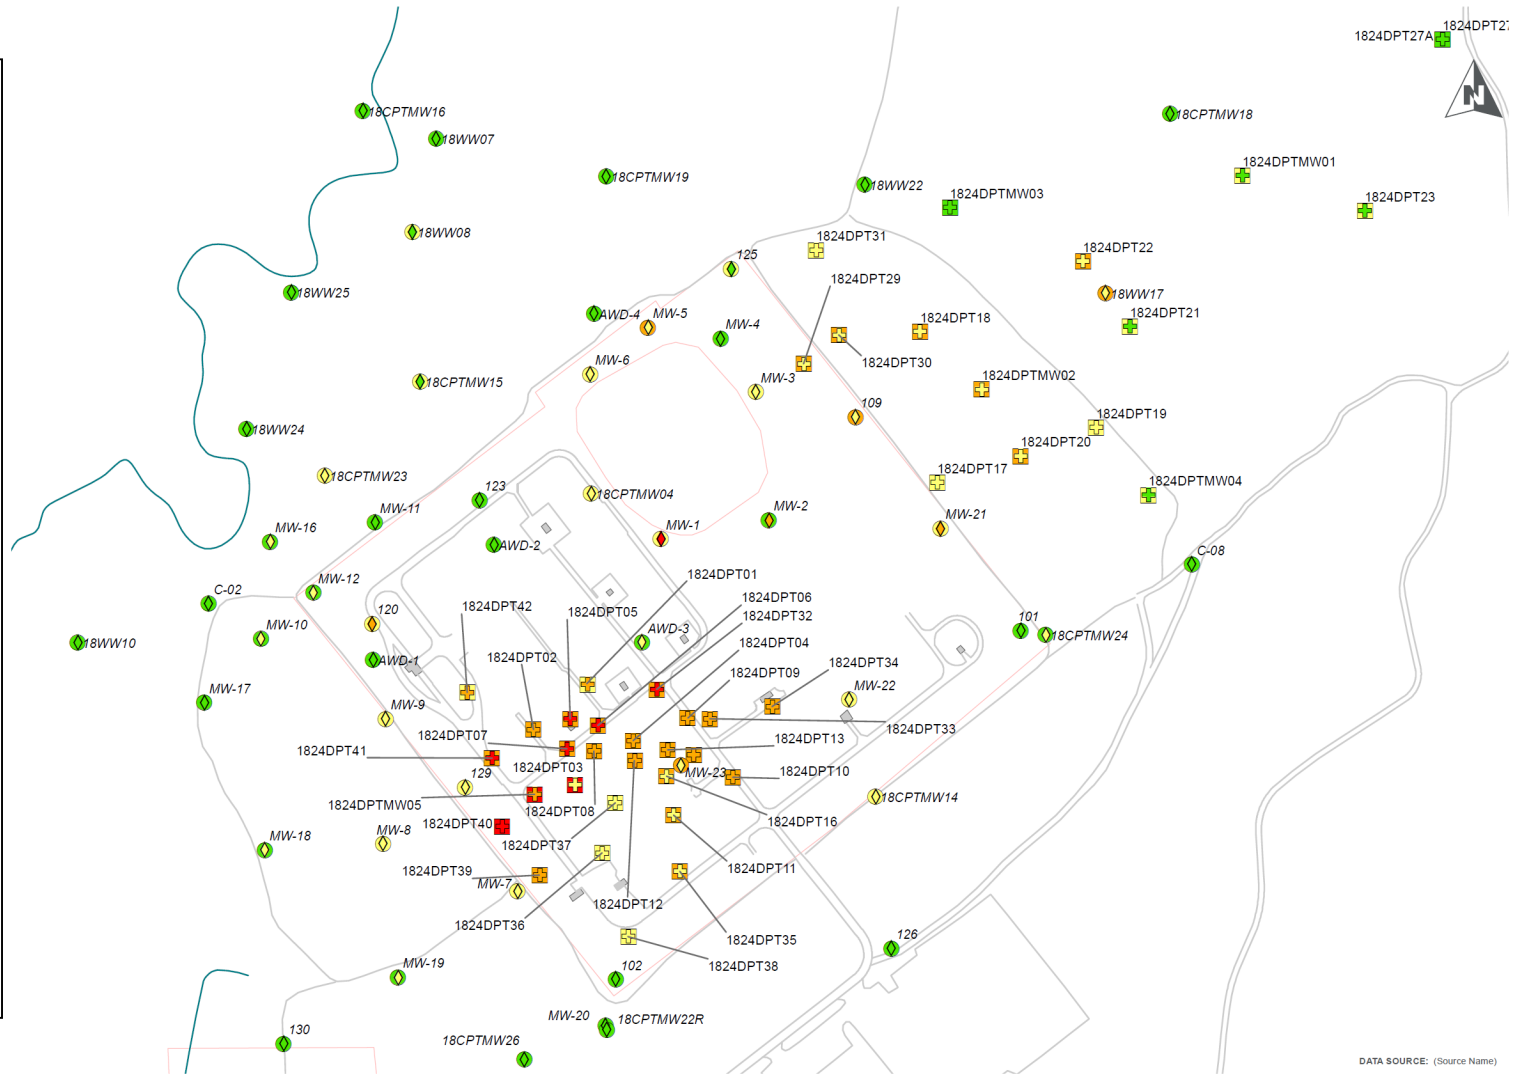 1824DPT27
1824DPT27A
N
18CPTMW16
18CPTMW18
18WW07
1824DPTMW01
18CPTMW19
18WW22
1824DPTMW03
1824DPT23
18WW08
1824DPT31
1824DPT22
125
1824DPT29
18WW25
18WW17
AWD-4
MW-5
1824DPT21
MW-4
1824DPT18
MW-6
1824DPT30
18CPTMW15
MW-3
1824DPTMW02
109
18WW24
1824DPT19
1824DPT20
18CPTMW23
1824DPT17
123
18CPTMW04
1824DPTMW04
MW-11
MW-2
MW-16
MW-1
MW-21
AWD-2
C-08
1824DPT01
MW-12
C-02
1824DPT06
120
1824DPT42
1824DPT05
1824DPT32
101
MW-10
AWD-3
18CPTMW24
18WW10
1824DPT04
AWD-1
1824DPT02
1824DPT34
1824DPT09
MW-17
MW-22
MW-9
1824DPT07
1824DPT33
1824DPT41
1824DPT13
1824DPT03
MW-23
1824DPT10
129
18CPTMW14
1824DPTMW05
1824DPT08
1824DPT16
1824DPT40
MW-18
MW-8
1824DPT37
1824DPT39
1824DPT11
MW-7
1824DPT12
1824DPT36
126
1824DPT35
MW-19
102
1824DPT38
MW-20
18CPTMW22R
130
18CPTMW26
DATA SOURCE: (Source Name)